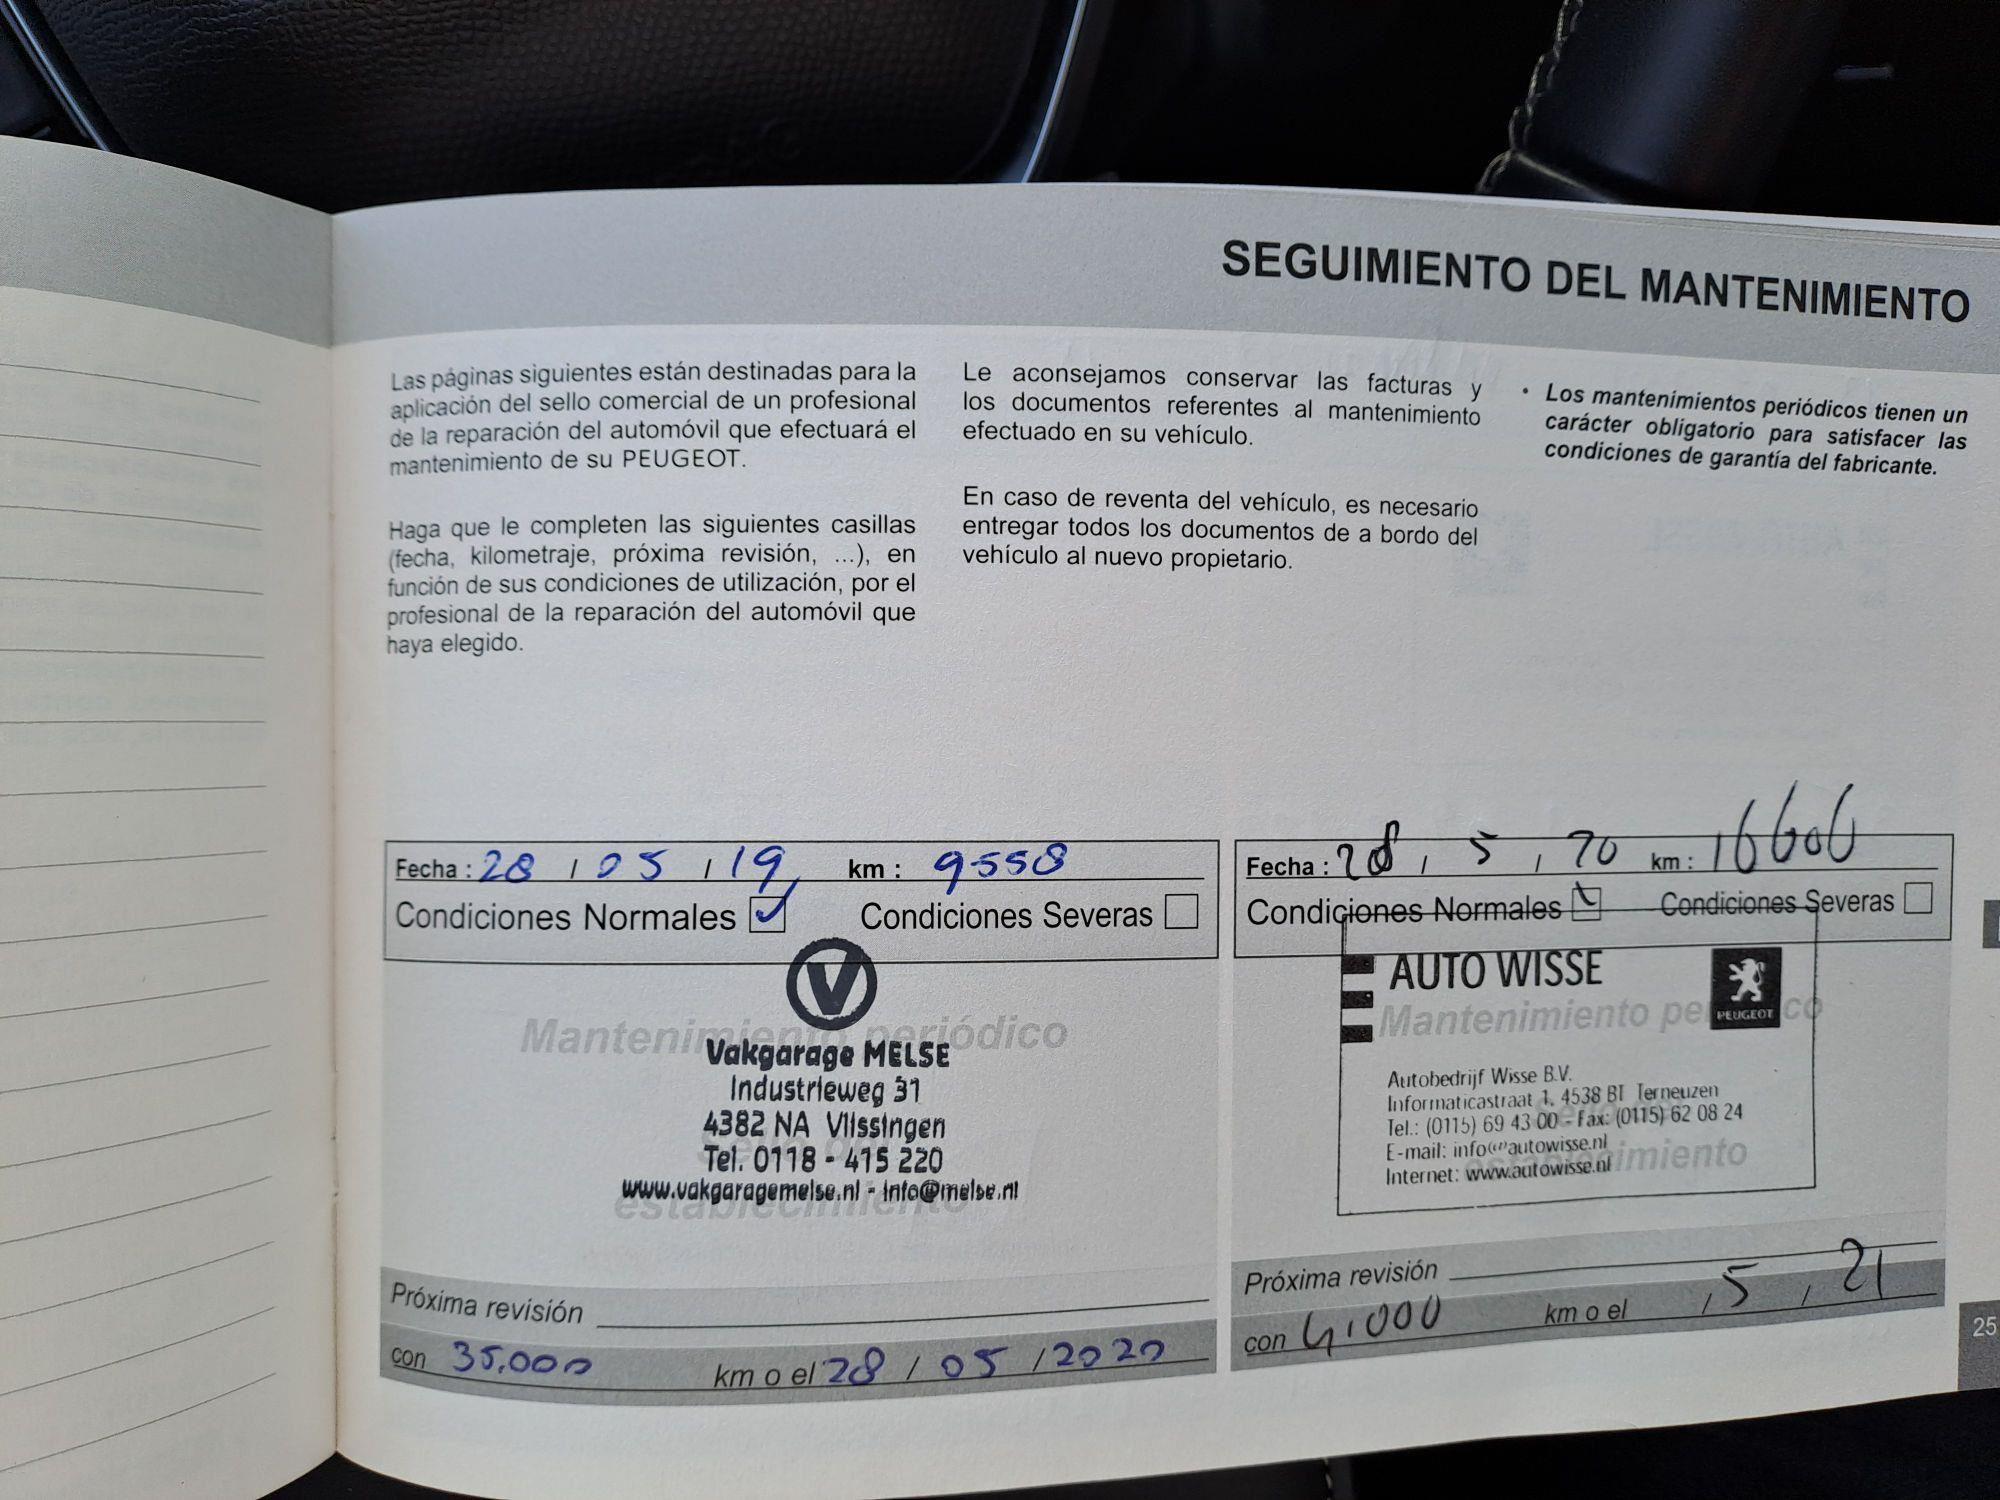 SEGUIMIENTO DEL MANTENIMIENTO
Las páginas siguientes están destinadas para la
aplicación del sello comercial de un profesional
de la reparación del automóvil que efectuará el
mantenimiento de su PEUGEOT.
Haga que le completen las siguientes casillas
(fecha, kilometraje, próxima revisión, ...), en
función de sus condiciones de utilización, por el
profesional de la reparación del automóvil que
haya elegido.
Le aconsejamos conservar las facturas y
los documentos referentes al mantenimiento
efectuado en su vehículo.
En caso de reventa del vehículo, es necesario
entregar todos los documentos de a bordo del
vehículo al nuevo propietario.
• Los mantenimientos periódicos tienen un
carácter obligatorio para satisfacer las
condiciones de garantía del fabricante.
Fecha : 28 / 05 / 19 km : 9558
Condiciones Normales Condiciones Severas
Mantenimiento periódico
V
Vakgarage MELSE
Industrieweg 31
4382 NA Vlissingen
Tel. 0118 - 415 220
www.vakgaragemelse.nl - info@melse.nl
establecimiento
Próxima revisión
con 35.000 km o el 28 / 05 / 2020
Fecha : 28 / 5 / 20 km : 16606
Condiciones Normales Condiciones Severas
AUTO WISSE
PEUGEOT
Mantenimiento periódico
Autobedrijf Wisse B.V.
Informaticastraat 1, 4538 BT Terneuzen
Tel.: (0115) 69 43 00 - Fax: (0115) 62 08 24
E-mail: info@autowisse.nl
Internet: www.autowisse.nl
establecimiento
Próxima revisión
con 41.000 km o el / 5 / 21
25